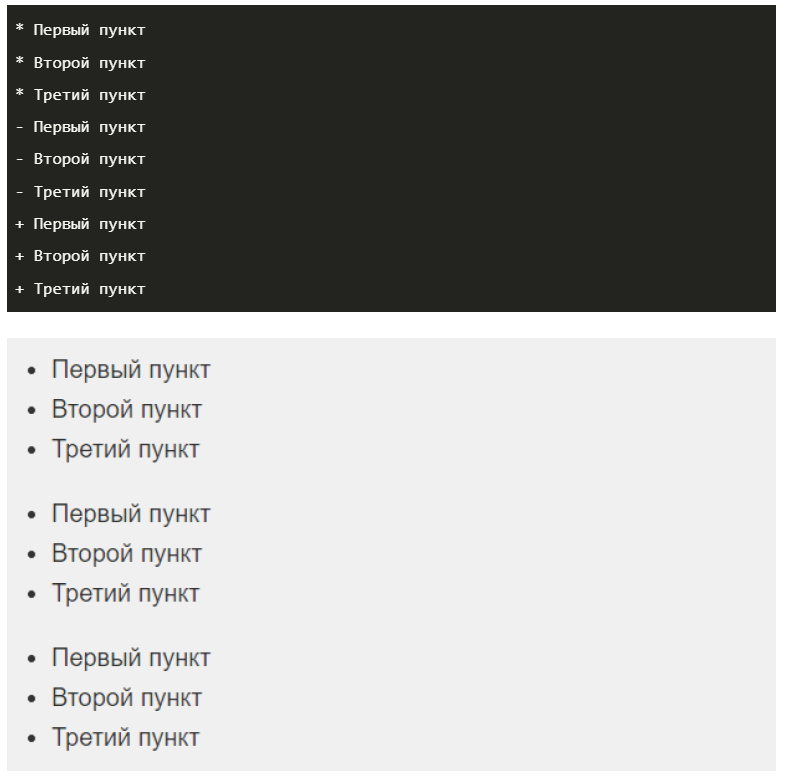 * Первый пункт
* Второй пункт
* Третий пункт
- Первый пункт
- Второй пункт
- Третий пункт
+ Первый пункт
+ Второй пункт
+ Третий пункт
• Первый пункт
• Второй пункт
• Третий пункт
• Первый пункт
• Второй пункт
• Третий пункт
• Первый пункт
• Второй пункт
• Третий пункт